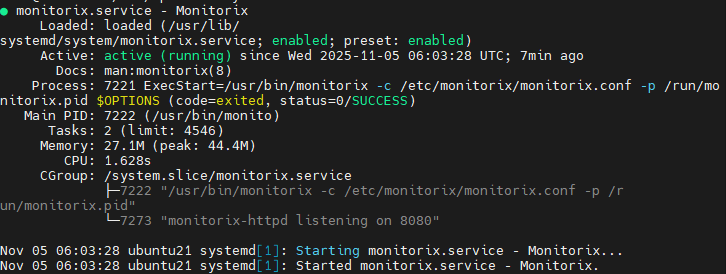 ● monitorix.service - Monitorix
Loaded: loaded (/usr/lib/
systemd/system/monitorix.service; enabled; preset: enabled)
Active: active (running) since Wed 2025-11-05 06:03:28 UTC; 7min ago
Docs: man:monitorix(8)
Process: 7221 ExecStart=/usr/bin/monitorix -c /etc/monitorix/monitorix.conf -p /run/mo
nitorix.pid $OPTIONS (code=exited, status=0/SUCCESS)
Main PID: 7222 (/usr/bin/monito)
Tasks: 2 (limit: 4546)
Memory: 27.1M (peak: 44.4M)
CPU: 1.628s
CGroup: /system.slice/monitorix.service
├─7222 "/usr/bin/monitorix -c /etc/monitorix/monitorix.conf -p /r
un/monitorix.pid"
└─7273 "monitorix-httpd listening on 8080"
Nov 05 06:03:28 ubuntu21 systemd[1]: Starting monitorix.service - Monitorix...
Nov 05 06:03:28 ubuntu21 systemd[1]: Started monitorix.service - Monitorix.